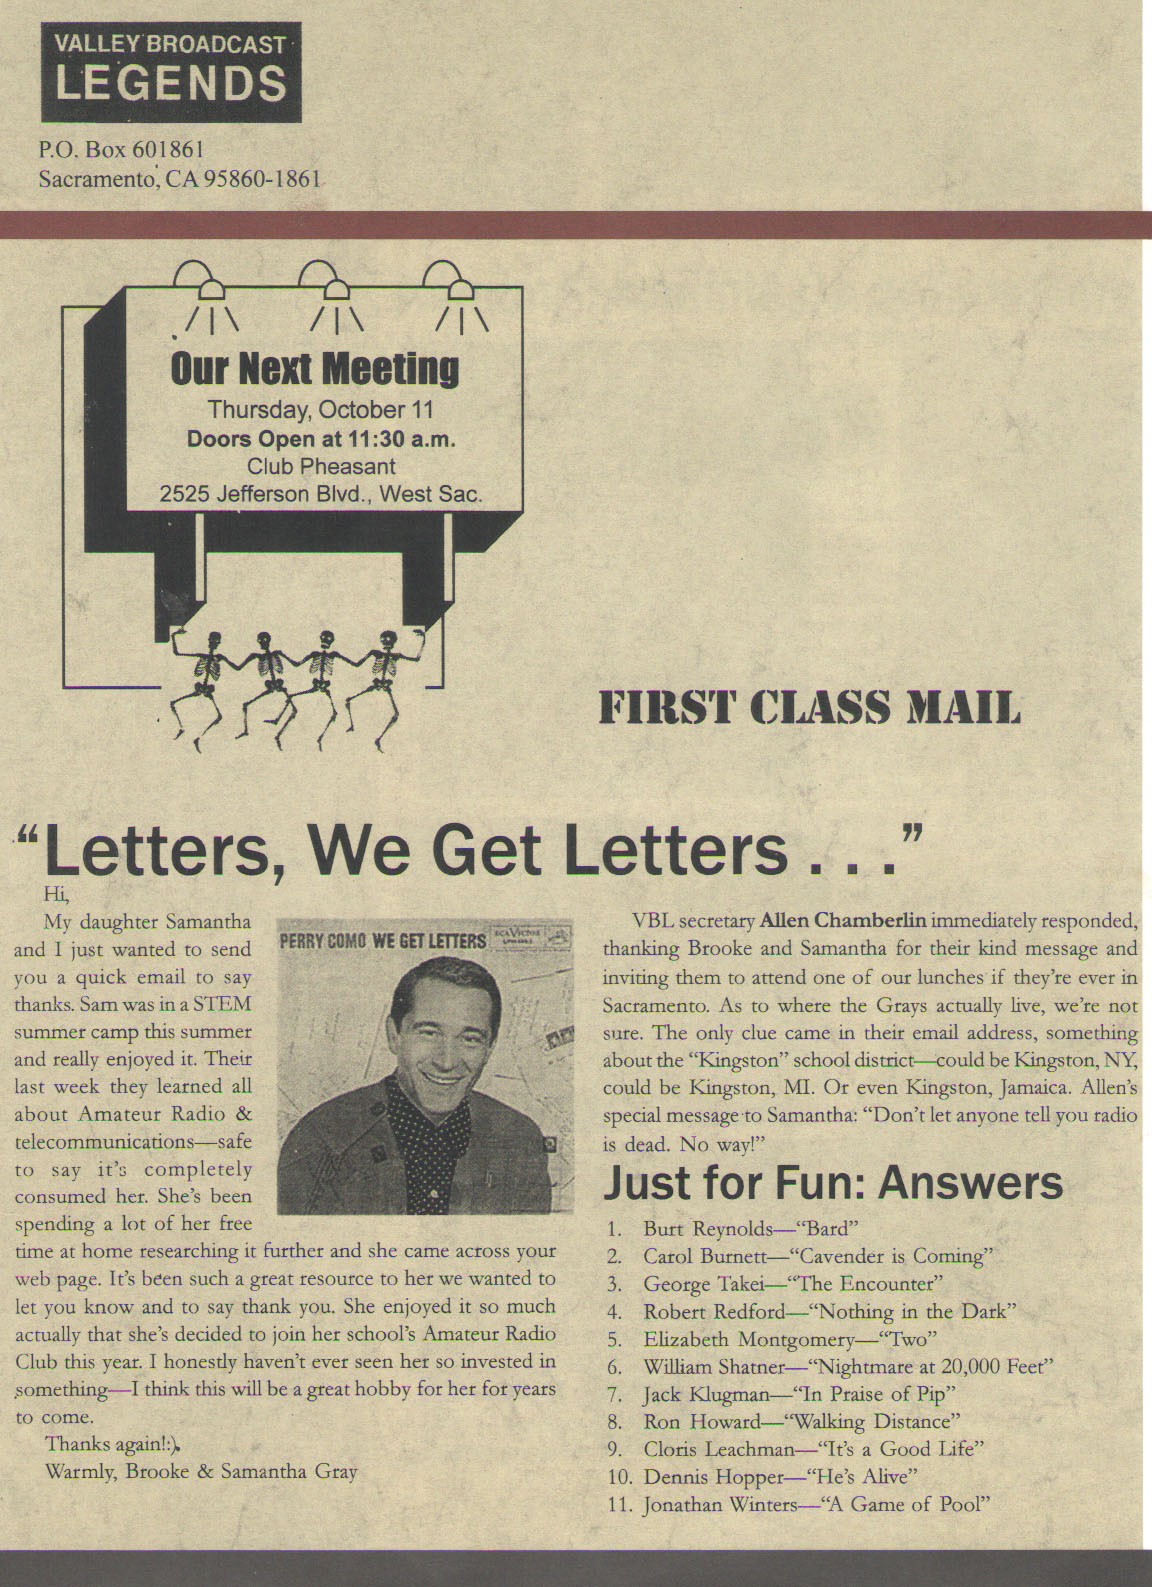 VALLEY BROADCAST
LEGENDS
P.O. Box 601861
Sacramento, CA 95860-1861
Our Next Meeting
Thursday, October 11
Doors Open at 11:30 a.m.
Club Pheasant
2525 Jefferson Blvd., West Sac.
FIRST CLASS MAIL
“Letters, We Get Letters . . .”
Hi,
My daughter Samantha
and I just wanted to send
you a quick email to say
thanks. Sam was in a STEM
summer camp this summer
and really enjoyed it. Their
last week they learned all
about Amateur Radio &
telecommunications—safe
to say it’s completely
consumed her. She’s been
spending a lot of her free
time at home researching it further and she came across your
web page. It’s been such a great resource to her we wanted to
let you know and to say thank you. She enjoyed it so much
actually that she’s decided to join her school’s Amateur Radio
Club this year. I honestly haven’t ever seen her so invested in
something—I think this will be a great hobby for her for years
to come.
Thanks again!:).
Warmly, Brooke & Samantha Gray
PERRY COMO WE GET LETTERS
RCA VICTOR
VBL secretary Allen Chamberlin immediately responded,
thanking Brooke and Samantha for their kind message and
inviting them to attend one of our lunches if they’re ever in
Sacramento. As to where the Grays actually live, we’re not
sure. The only clue came in their email address, something
about the “Kingston” school district—could be Kingston, NY,
could be Kingston, MI. Or even Kingston, Jamaica. Allen’s
special message to Samantha: “Don’t let anyone tell you radio
is dead. No way!”
Just for Fun: Answers
1. Burt Reynolds—“Bard”
2. Carol Burnett—“Cavender is Coming”
3. George Takei—“The Encounter”
4. Robert Redford—“Nothing in the Dark”
5. Elizabeth Montgomery—“Two”
6. William Shatner—“Nightmare at 20,000 Feet”
7. Jack Klugman—“In Praise of Pip”
8. Ron Howard—“Walking Distance”
9. Cloris Leachman—“It’s a Good Life”
10. Dennis Hopper—“He’s Alive”
11. Jonathan Winters—“A Game of Pool”